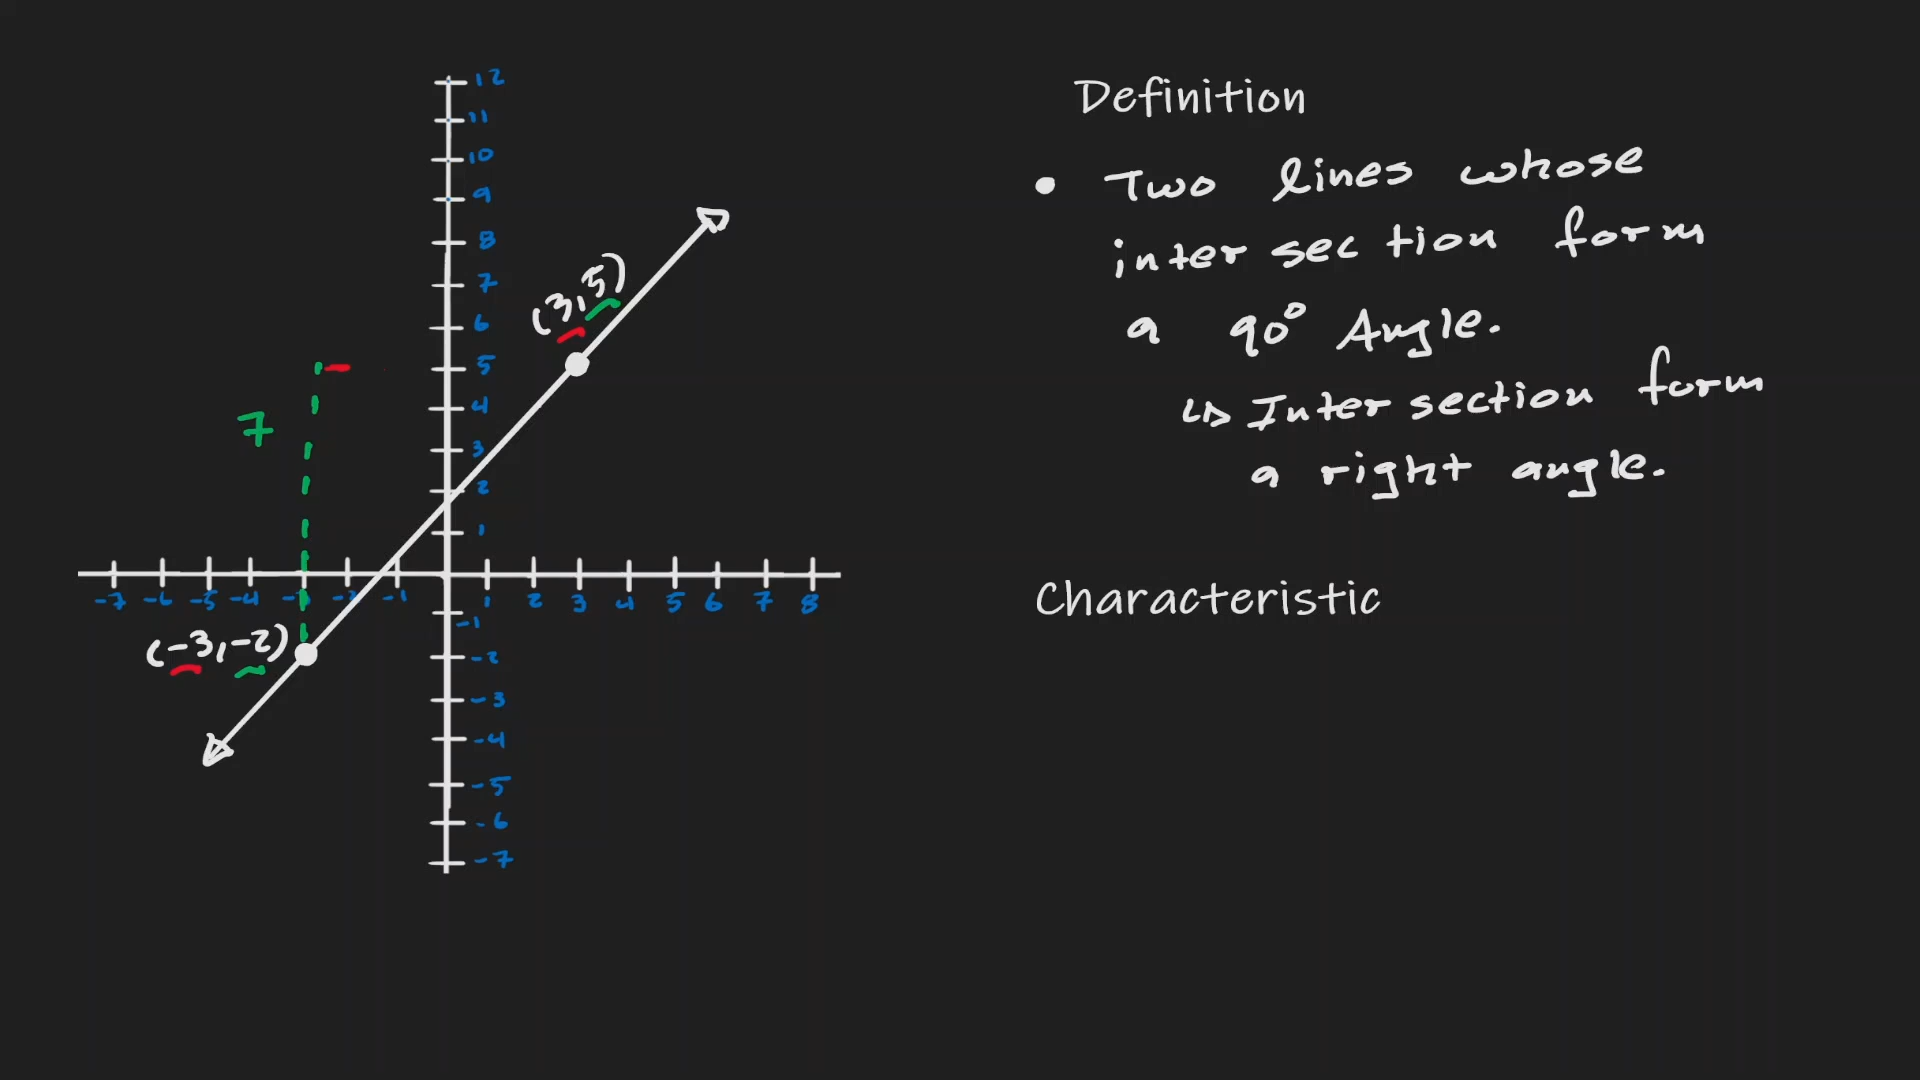 Definition
• Two lines whose
intersection form
a 90° Angle.
↳ Intersection form
a right angle.
Characteristic
12
11
10
9
8
7
6
5
4
3
2
1
-7 -6 -5 -4 -3 -2 -1 1 2 3 4 5 6 7 8
-1
-2
-3
-4
-5
-6
-7
(3,5)
7
(-3,-2)